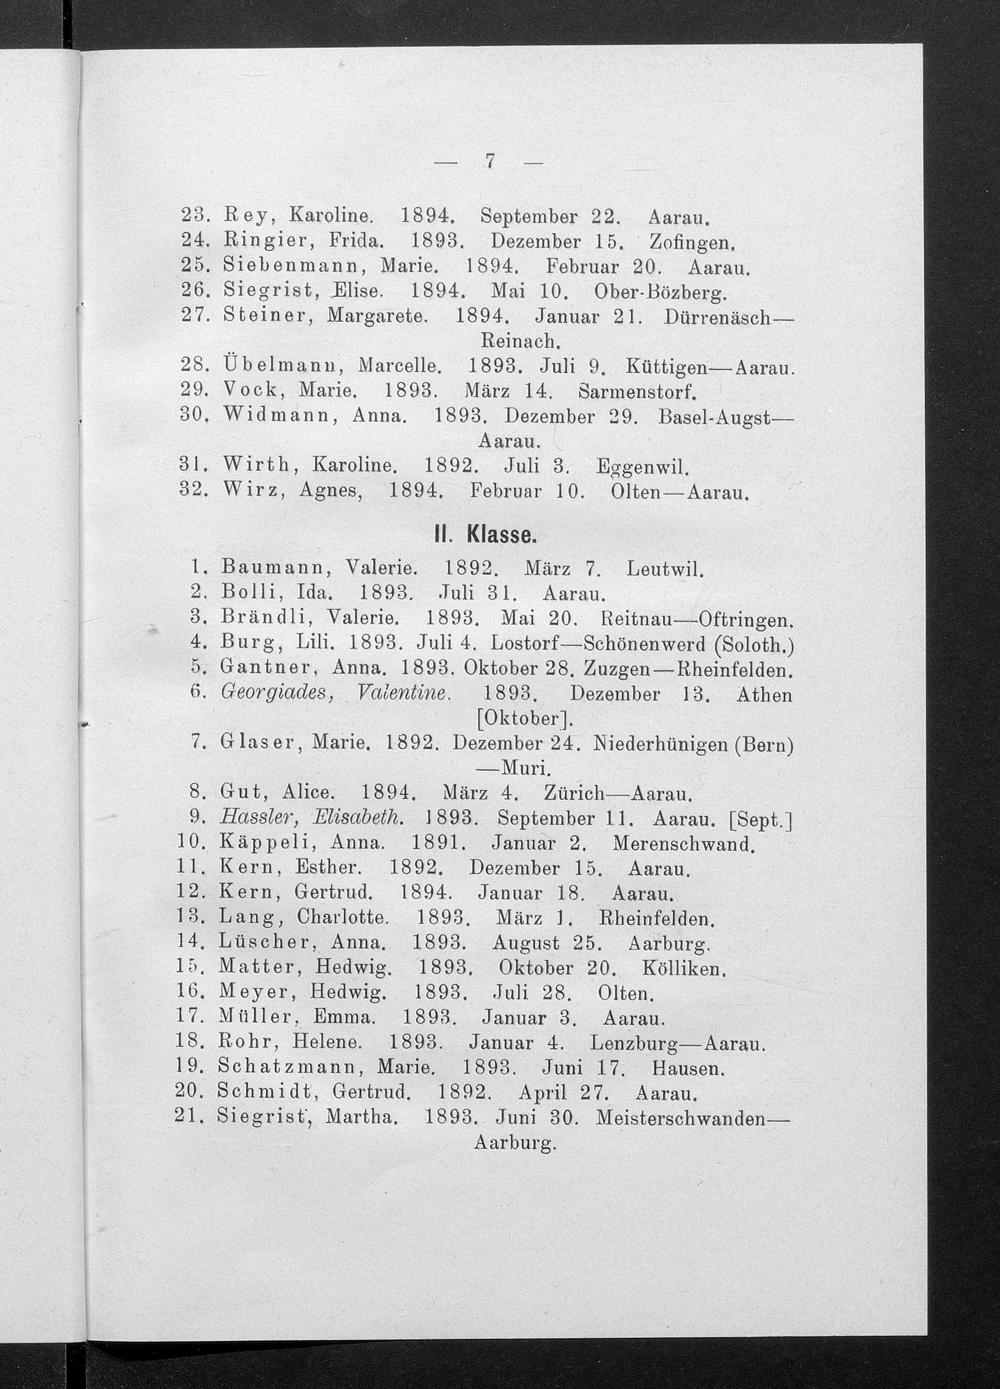 — 7 —
23. Rey, Karoline. 1894. September 22. Aarau.
24. Ringier, Frida. 1893. Dezember 15. Zofingen.
25. Siebenmann, Marie. 1894. Februar 20. Aarau.
26. Siegrist, Elise. 1894. Mai 10. Ober-Bözberg.
27. Steiner, Margarete. 1894. Januar 21. Dürrenäsch—
Reinach.
28. Übelmann, Marcelle. 1893. Juli 9. Küttigen—Aarau.
29. Vock, Marie. 1893. März 14. Sarmenstorf.
30. Widmann, Anna. 1893. Dezember 29. Basel-Augst—
Aarau.
31. Wirth, Karoline. 1892. Juli 3. Eggenwil.
32. Wirz, Agnes, 1894. Februar 10. Olten—Aarau.
II. Klasse.
1. Baumann, Valerie. 1892. März 7. Leutwil.
2. Bolli, Ida. 1893. Juli 31. Aarau.
3. Brändli, Valerie. 1893. Mai 20. Reitnau—Oftringen.
4. Burg, Lili. 1893. Juli 4. Lostorf—Schönenwerd (Soloth.)
5. Gantner, Anna. 1893. Oktober 28. Zuzgen—Rheinfelden.
6. Georgiades, Valentine. 1893. Dezember 13. Athen
[Oktober].
7. Glaser, Marie. 1892. Dezember 24. Niederhünigen (Bern)
—Muri.
8. Gut, Alice. 1894. März 4. Zürich—Aarau.
9. Hassler, Elisabeth. 1893. September 11. Aarau. [Sept.]
10. Käppeli, Anna. 1891. Januar 2. Merenschwand.
11. Kern, Esther. 1892. Dezember 15. Aarau.
12. Kern, Gertrud. 1894. Januar 18. Aarau.
13. Lang, Charlotte. 1893. März 1. Rheinfelden.
14. Lüscher, Anna. 1893. August 25. Aarburg.
15. Matter, Hedwig. 1893. Oktober 20. Kölliken.
16. Meyer, Hedwig. 1893. Juli 28. Olten.
17. Müller, Emma. 1893. Januar 3. Aarau.
18. Rohr, Helene. 1893. Januar 4. Lenzburg—Aarau.
19. Schatzmann, Marie. 1893. Juni 17. Hausen.
20. Schmidt, Gertrud. 1892. April 27. Aarau.
21. Siegrist, Martha. 1893. Juni 30. Meisterschwanden—
Aarburg.